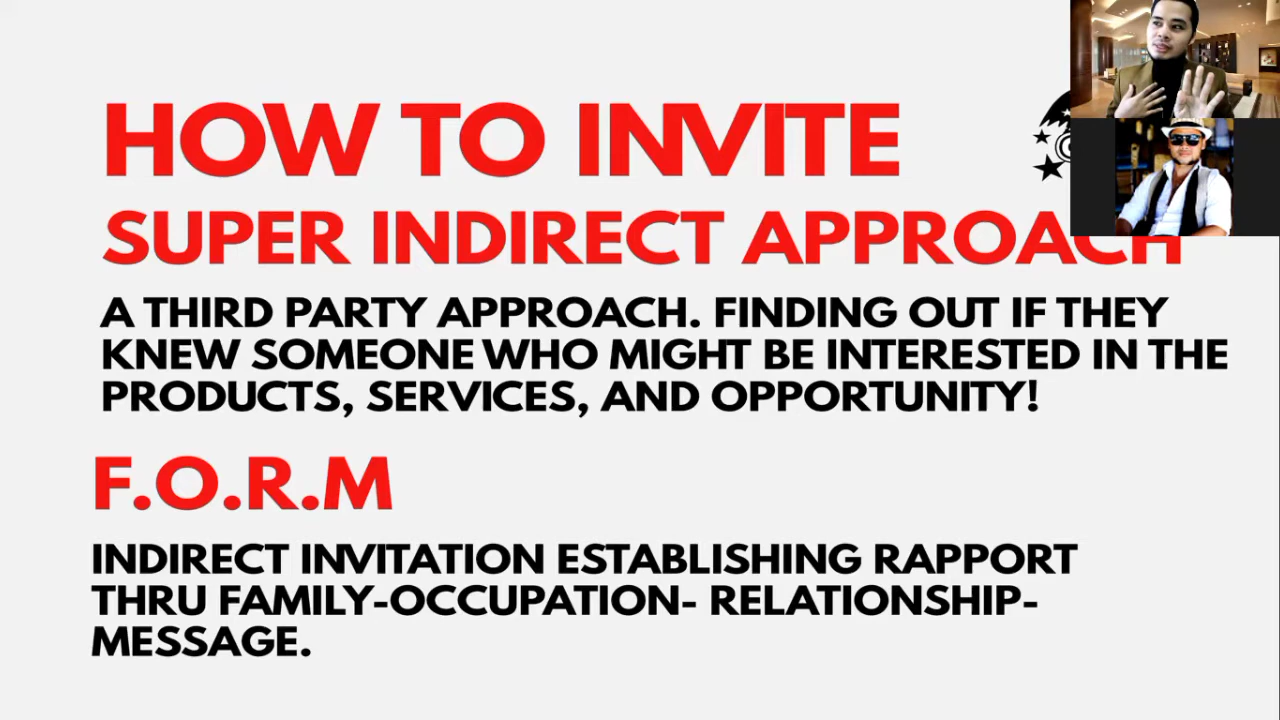 HOW TO INVITE
SUPER INDIRECT APPROACH
A THIRD PARTY APPROACH. FINDING OUT IF THEY
KNEW SOMEONE WHO MIGHT BE INTERESTED IN THE
PRODUCTS, SERVICES, AND OPPORTUNITY!
F.O.R.M
INDIRECT INVITATION ESTABLISHING RAPPORT
THRU FAMILY-OCCUPATION- RELATIONSHIP-
MESSAGE.